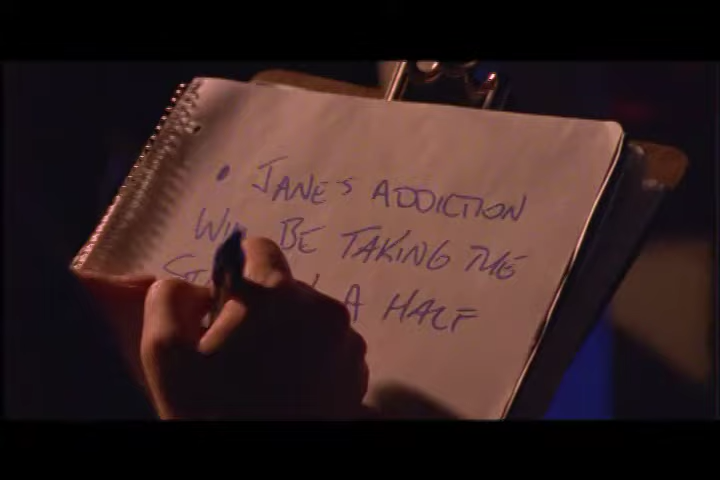 • JANE'S ADDICTION
BE TAKING THE
A HALF